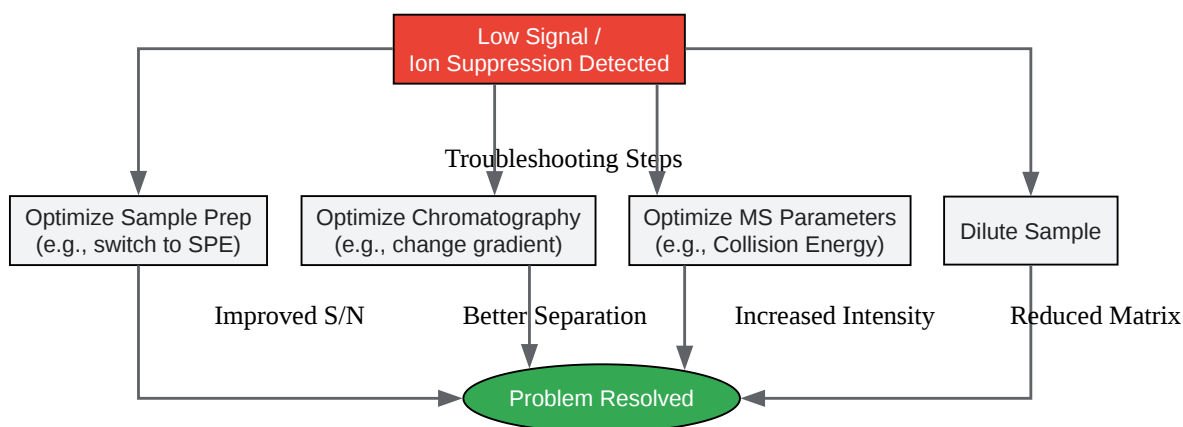 Low Signal /
Ion Suppression Detected
Troubleshooting Steps
Optimize Sample Prep
(e.g., switch to SPE)
Optimize Chromatography
(e.g., change gradient)
Optimize MS Parameters
(e.g., Collision Energy)
Dilute Sample
Improved S/N
Better Separation
Increased Intensity
Reduced Matrix
Problem Resolved